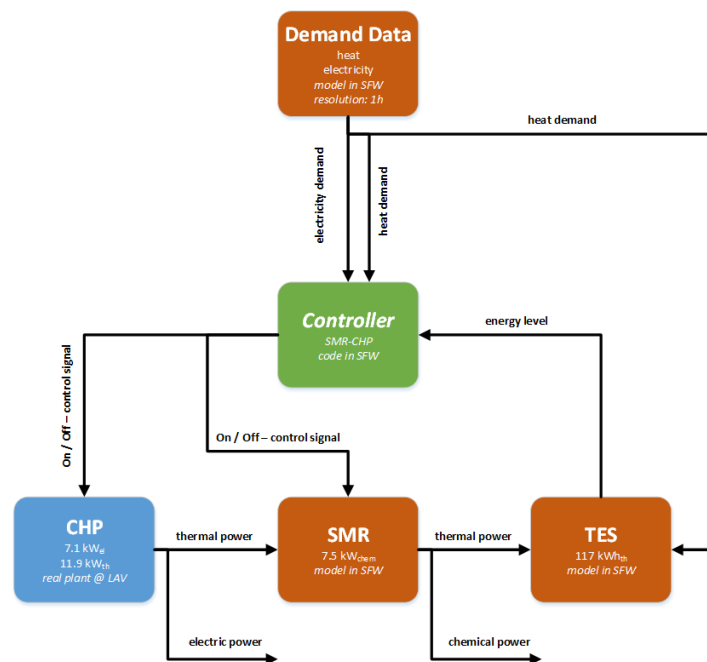 Demand Data
heat
electricity
model in SFW
resolution: 1h
heat demand
electricity demand
heat demand
Controller
SMR-CHP
code in SFW
energy level
On / Off – control signal
On / Off – control signal
CHP
7.1 kWel
11.9 kWth
real plant @ LAV
thermal power
SMR
7.5 kWchem
model in SFW
thermal power
TES
117 kWhth
model in SFW
electric power
chemical power